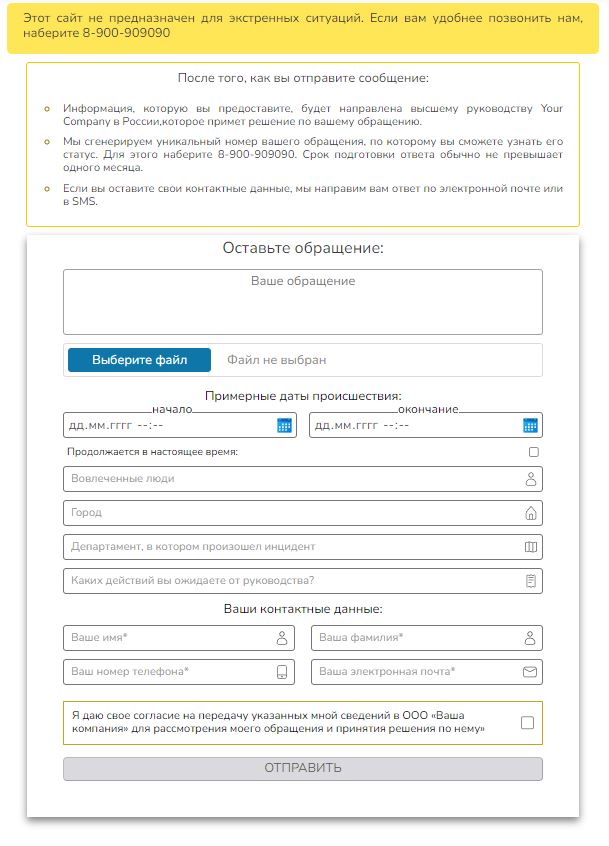 Этот сайт не предназначен для экстренных ситуаций. Если вам удобнее позвонить нам,
наберите 8-900-909090
После того, как вы отправите сообщение:
Информация, которую вы предоставите, будет направлена высшему руководству Your
Company в России,которое примет решение по вашему обращению.
Мы сгенерируем уникальный номер вашего обращения, по которому вы сможете узнать его
статус. Для этого наберите 8-900-909090. Срок подготовки ответа обычно не превышает
одного месяца.
Если вы оставите свои контактные данные, мы направим вам ответ по электронной почте или
в SMS.
Оставьте обращение:
Ваше обращение
Выберите файл Файл не выбран
Примерные даты происшествия:
начало окончание
дд.мм.гггг --:-- дд.мм.гггг --:--
Продолжается в настоящее время:
Вовлеченные люди
Город
Департамент, в котором произошел инцидент
Каких действий вы ожидаете от руководства?
Ваши контактные данные:
Ваше имя* Ваша фамилия*
Ваш номер телефона* Ваша электронная почта*
Я даю свое согласие на передачу указанных мной сведений в ООО «Ваша
компания» для рассмотрения моего обращения и принятия решения по нему»
ОТПРАВИТЬ